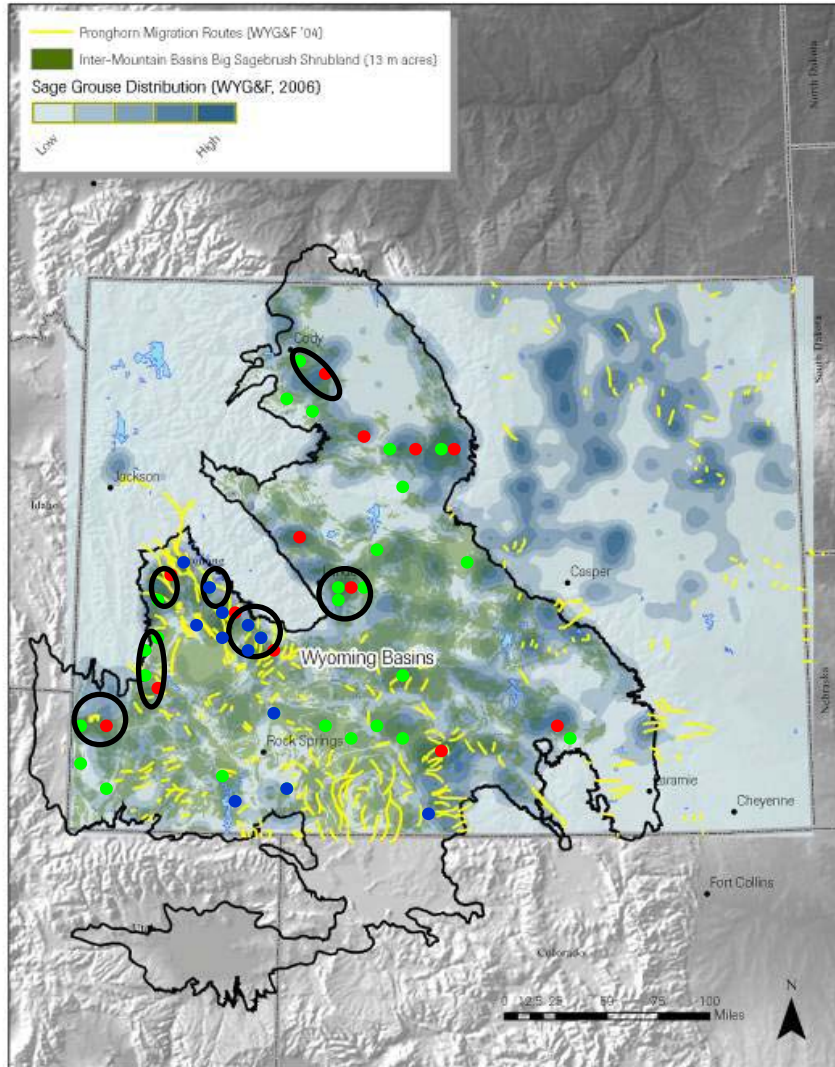 Pronghorn Migration Routes (WYG&F '04)
Inter-Mountain Basins Big Sagebrush Shrubland (13 m acres)
Sage Grouse Distribution (WYG&F, 2006)
Low
High
North Dakota
South Dakota
Cody
Jackson
Idaho
Casper
Wyoming Basins
Nebraska
Rock Springs
Laramie
Cheyenne
Fort Collins
Colorado
N
0 12.5 25 50 75 100
Miles